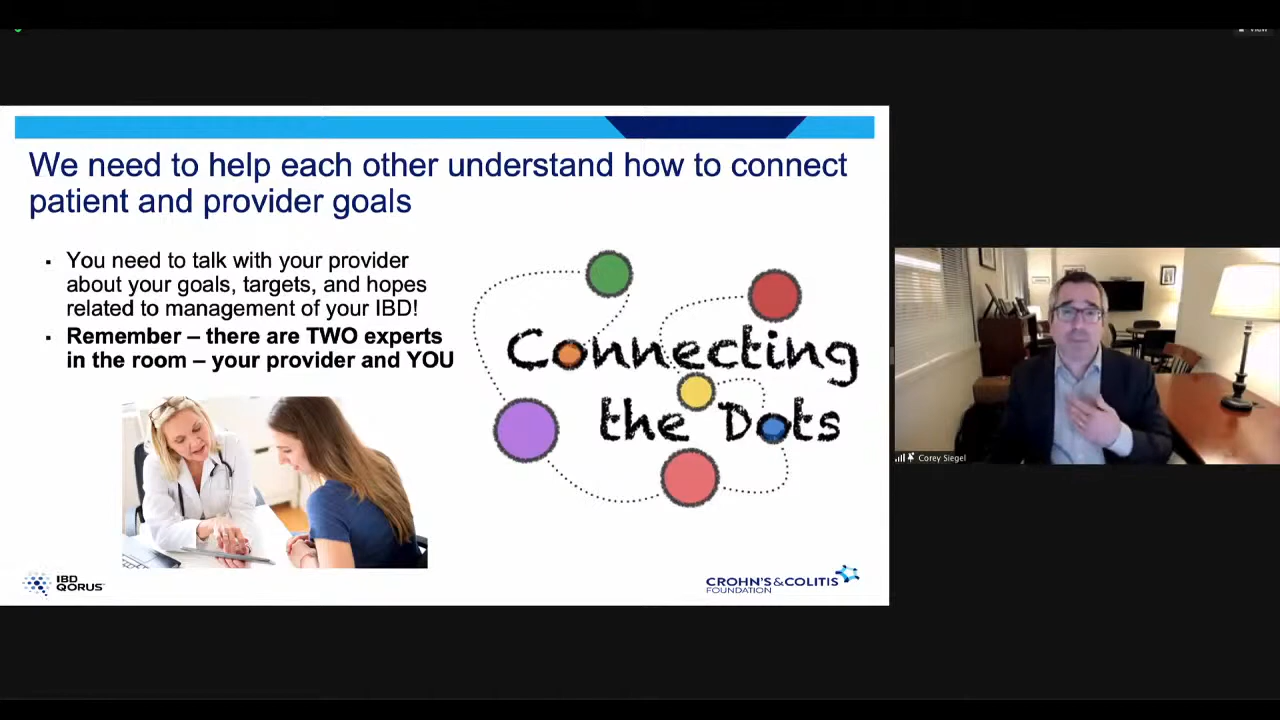 View
We need to help each other understand how to connect
patient and provider goals
▪ You need to talk with your provider
about your goals, targets, and hopes
related to management of your IBD!
▪ Remember – there are TWO experts
in the room – your provider and YOU
Connecting
the Dots
IBD
QORUS
CROHN'S & COLITIS
FOUNDATION
Corey Siegel